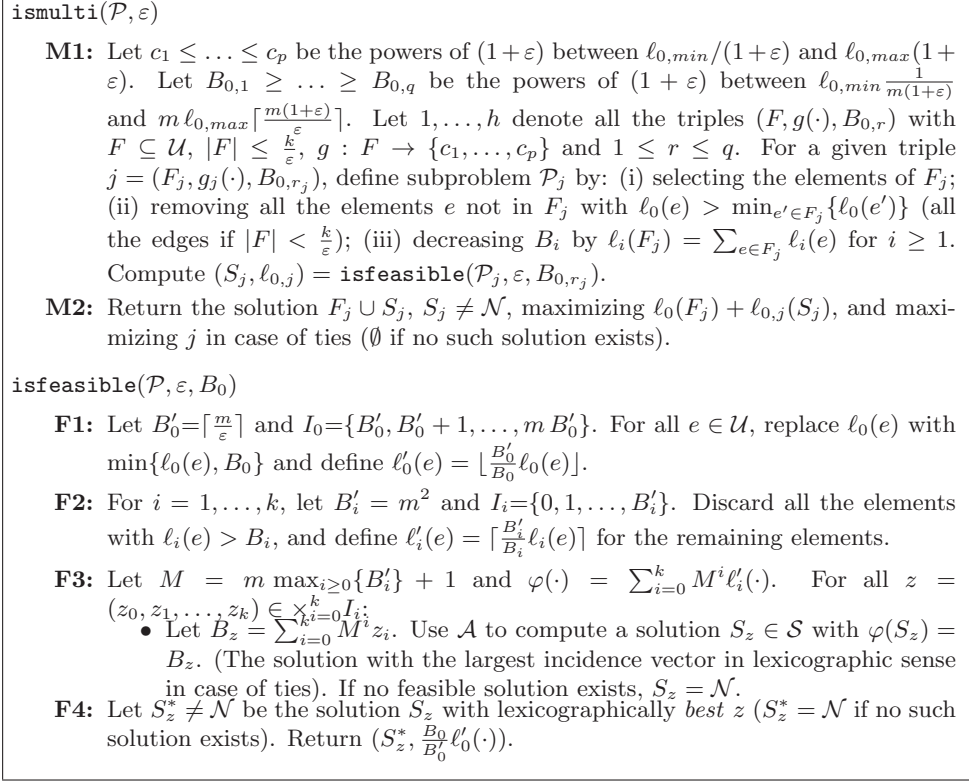 ismulti(𝒫, ε)
M1: Let c₁ ≤ … ≤ cₚ be the powers of (1+ε) between ℓ₀,ₘᵢₙ/(1+ε) and ℓ₀,ₘₐₓ(1+
ε). Let B₀,₁ ≥ … ≥ B_{0,q} be the powers of (1 + ε) between ℓ_{0,min} \frac{1}{m(1+ε)}
and m ℓ_{0,max}⌈\frac{m(1+ε)}{ε}⌉. Let 1, …, h denote all the triples (F, g(·), B_{0,r}) with
F ⊆ 𝒰, |F| ≤ \frac{k}{ε}, g : F → {c₁, …, cₚ} and 1 ≤ r ≤ q. For a given triple
j = (F_j, g_j(·), B_{0,r_j}), define subproblem 𝒫_j by: (i) selecting the elements of F_j;
(ii) removing all the elements e not in F_j with ℓ₀(e) > min_{e'∈F_j}{ℓ₀(e')} (all
the edges if |F| < \frac{k}{ε}); (iii) decreasing B_i by ℓ_i(F_j) = ∑_{e∈F_j} ℓ_i(e) for i ≥ 1.
Compute (S_j, ℓ_{0,j}) = isfeasible(𝒫_j, ε, B_{0,r_j}).
M2: Return the solution F_j ∪ S_j, S_j ≠ 𝒩, maximizing ℓ₀(F_j) + ℓ_{0,j}(S_j), and maxi-
mizing j in case of ties (∅ if no such solution exists).
isfeasible(𝒫, ε, B₀)
F1: Let B'₀=⌈\frac{m}{ε}⌉ and I₀={B'₀, B'₀ + 1, …, m B'₀}. For all e ∈ 𝒰, replace ℓ₀(e) with
min{ℓ₀(e), B₀} and define ℓ'₀(e) = ⌊\frac{B'₀}{B₀}ℓ₀(e)⌋.
F2: For i = 1, …, k, let B'_i = m² and I_i={0, 1, …, B'_i}. Discard all the elements
with ℓ_i(e) > B_i, and define ℓ'_i(e) = ⌈\frac{B'_i}{B_i}ℓ_i(e)⌉ for the remaining elements.
F3: Let M = m max_{i≥0}{B'_i} + 1 and φ(·) = ∑_{i=0}^{k} M^i ℓ'_i(·). For all z =
(z₀, z₁, …, z_k) ∈ ×_{i=0}^{k} I_i:
• Let B_z = ∑_{i=0}^{k} M^i z_i. Use 𝒜 to compute a solution S_z ∈ 𝒮 with φ(S_z) =
B_z. (The solution with the largest incidence vector in lexicographic sense
in case of ties). If no feasible solution exists, S_z = 𝒩.
F4: Let S*_z ≠ 𝒩 be the solution S_z with lexicographically best z (S*_z = 𝒩 if no such
solution exists). Return (S*_z, \frac{B₀}{B'₀}ℓ'₀(·)).